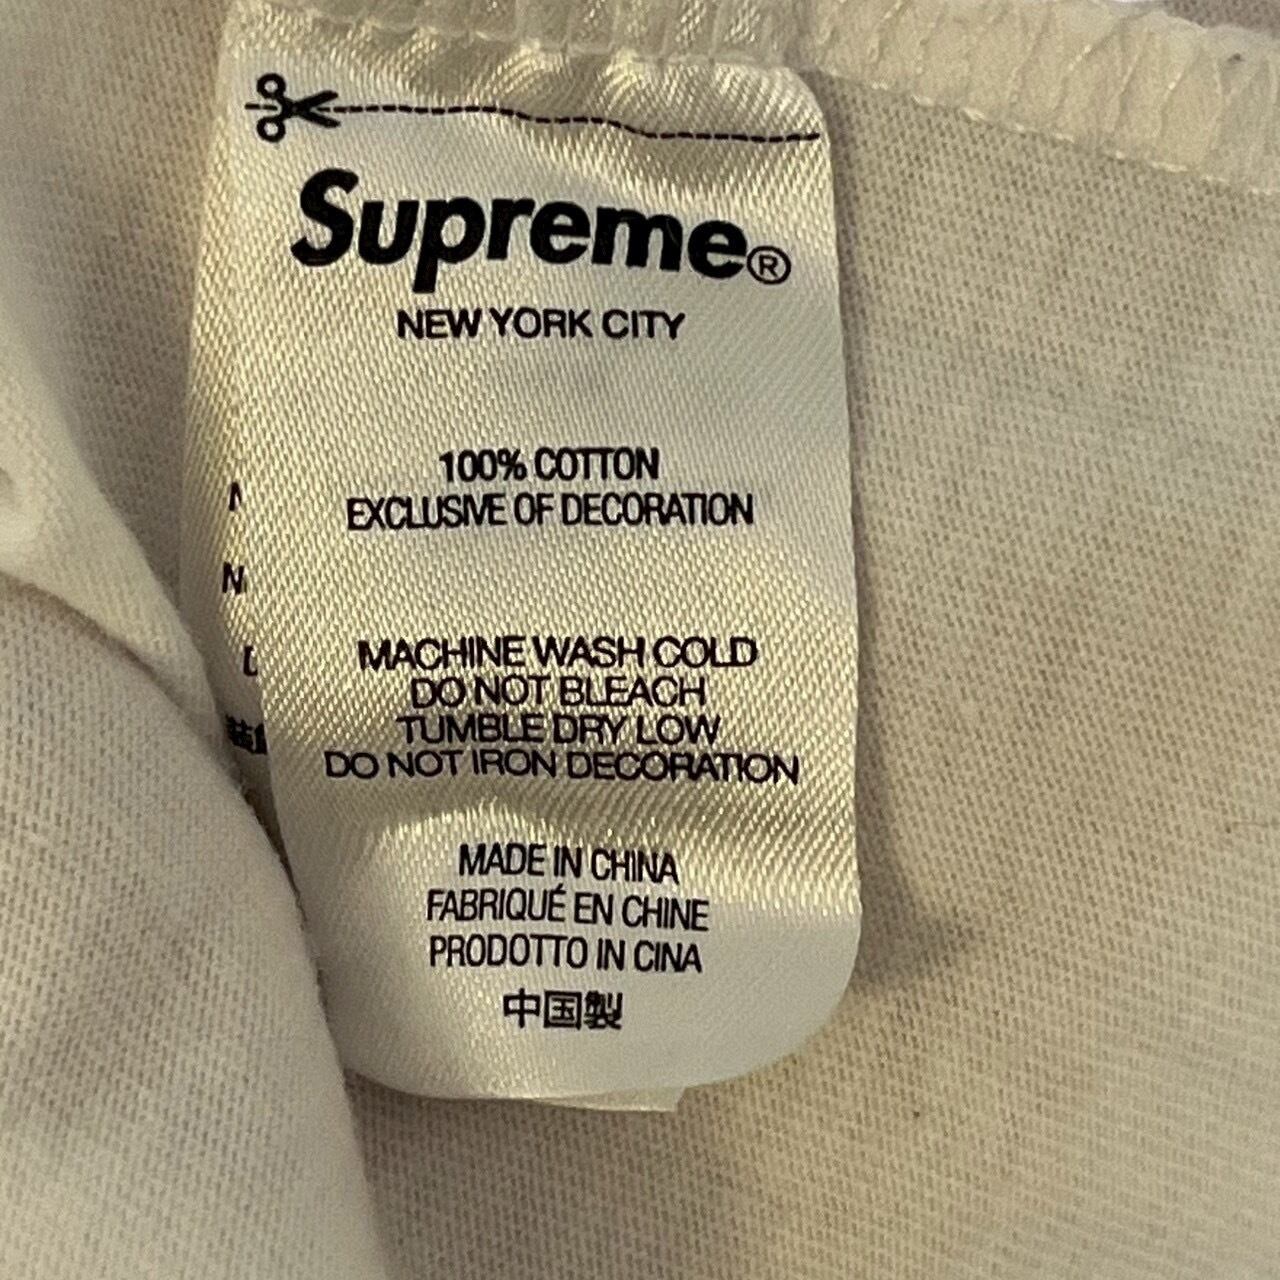 Supreme®
NEW YORK CITY
100% COTTON
EXCLUSIVE OF DECORATION
MACHINE WASH COLD
DO NOT BLEACH
TUMBLE DRY LOW
DO NOT IRON DECORATION
MADE IN CHINA
FABRIQUÉ EN CHINE
PRODOTTO IN CINA
中国製